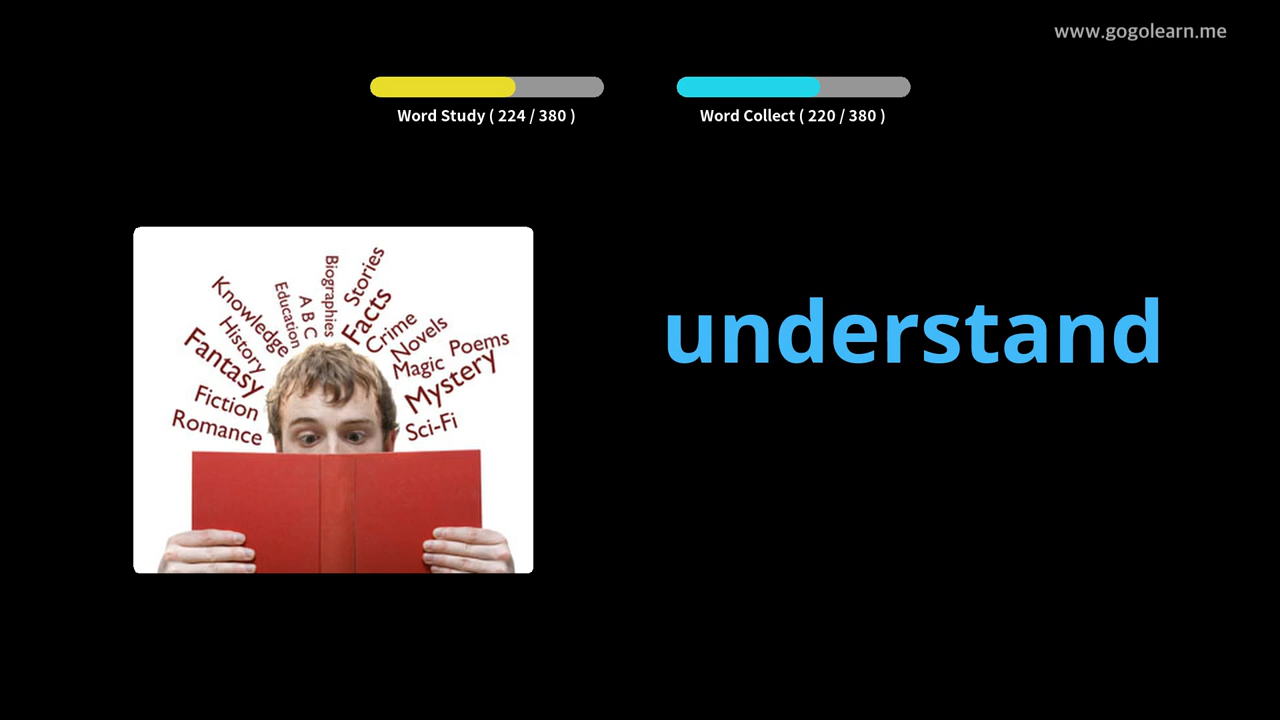 www.gogolearn.me
Word Study ( 224 / 380 )
Word Collect ( 220 / 380 )
understand
Romance
Fiction
Fantasy
History
Knowledge
Education
A B C
Biographies
Stories
Facts
Crime
Novels
Magic
Poems
Mystery
Sci-Fi